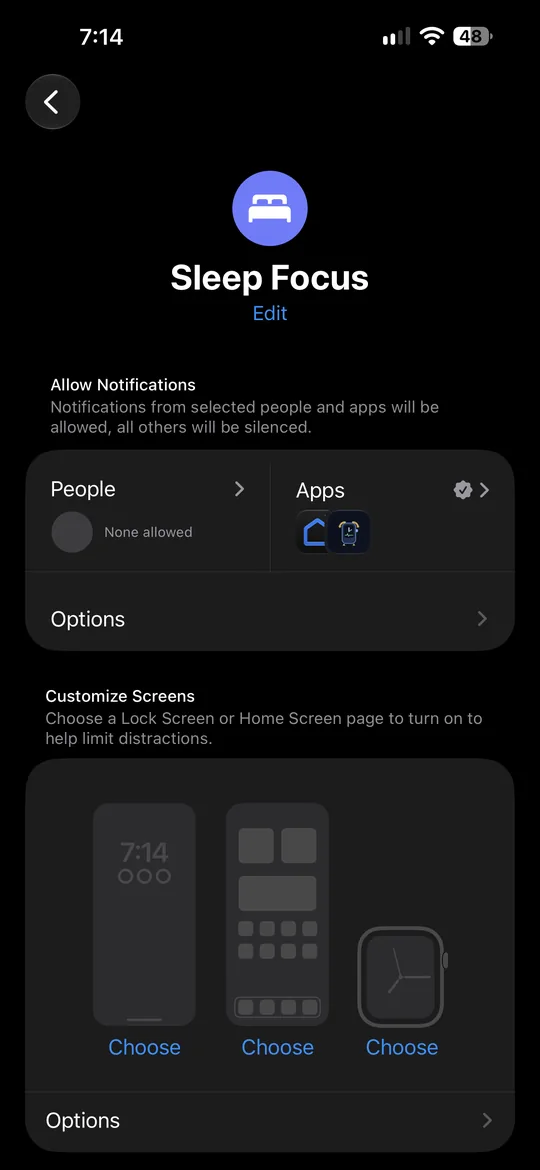 7:14
48
Sleep Focus
Edit
Allow Notifications
Notifications from selected people and apps will be
allowed, all others will be silenced.
People
Apps
None allowed
Options
Customize Screens
Choose a Lock Screen or Home Screen page to turn on to
help limit distractions.
7:14
Choose
Choose
Choose
Options